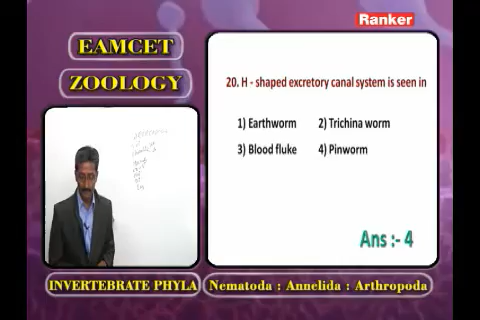 Ranker
EAMCET
ZOOLOGY
20. H - shaped excretory canal system is seen in
1) Earthworm 2) Trichina worm
3) Blood fluke 4) Pinworm
Ans :- 4
INVERTEBRATE PHYLA
Nematoda : Annelida : Arthropoda